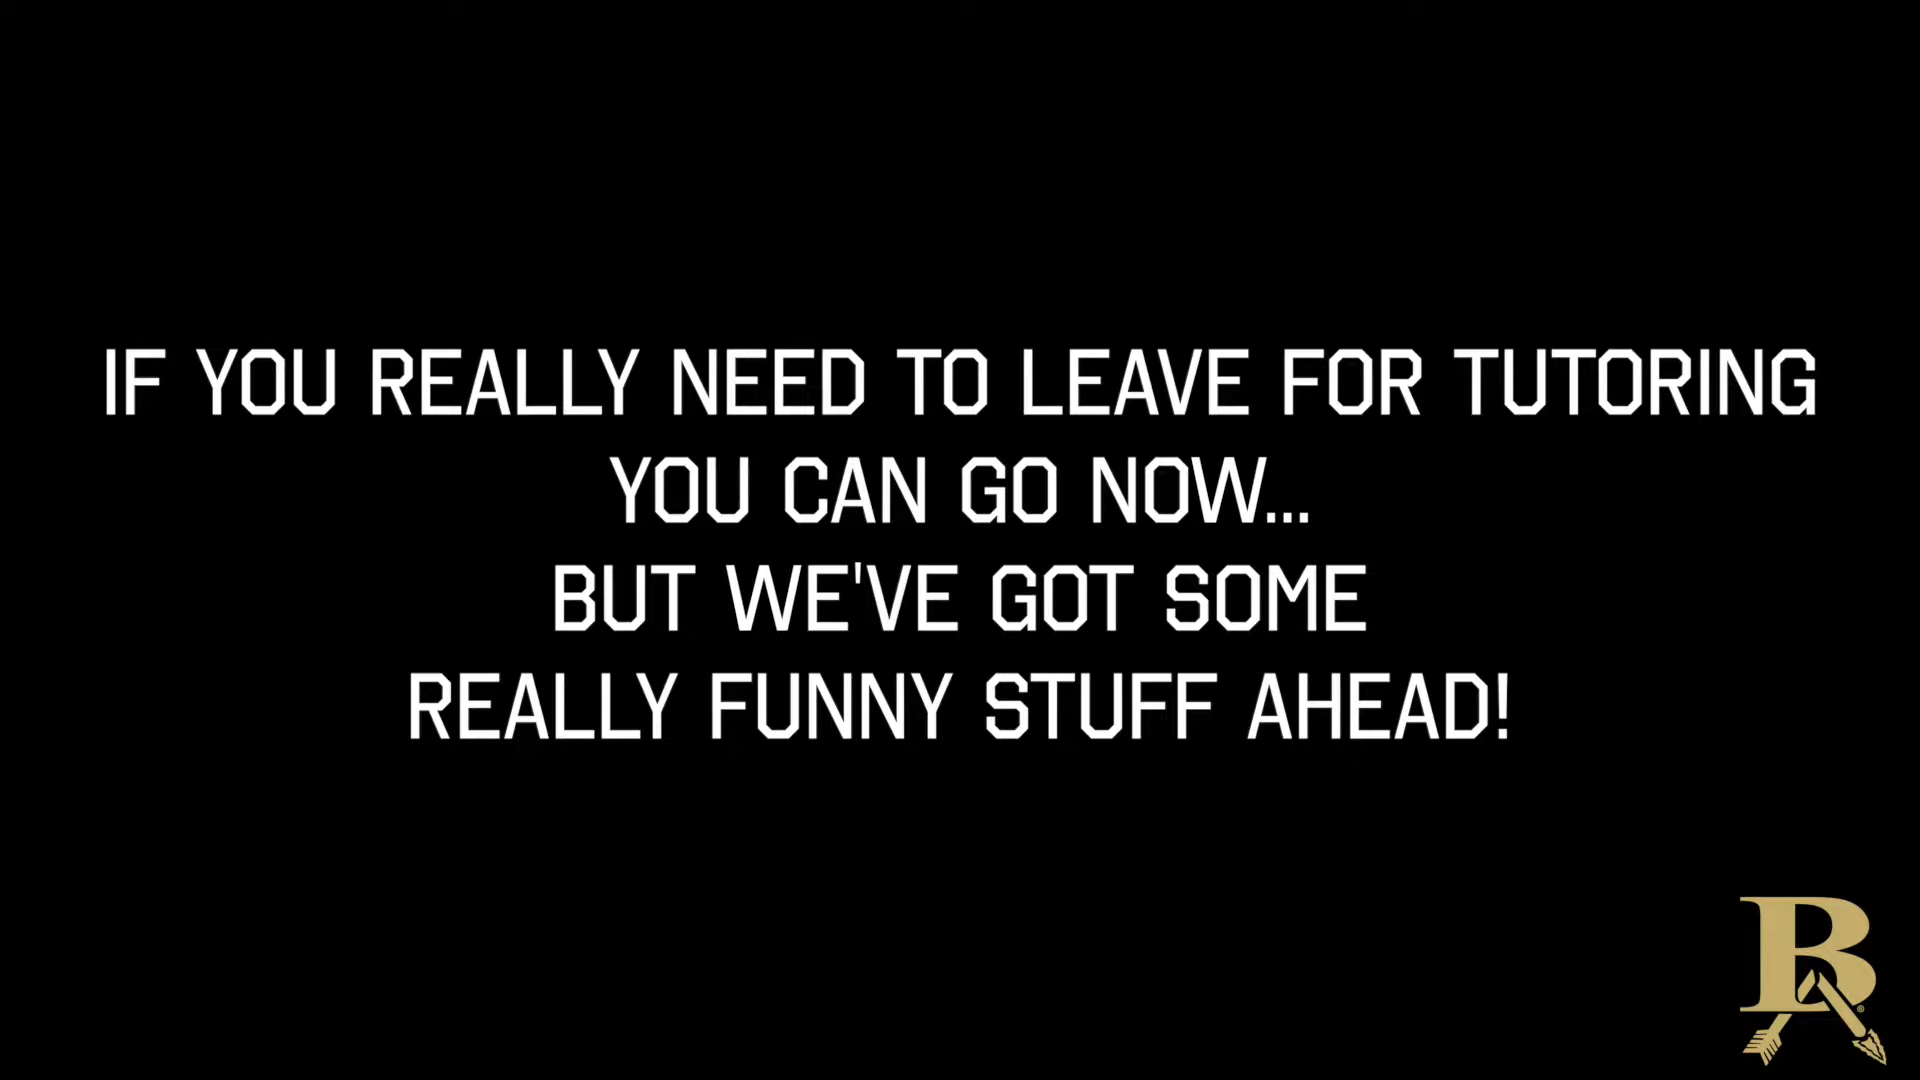 IF YOU REALLY NEED TO LEAVE FOR TUTORING
YOU CAN GO NOW...
BUT WE'VE GOT SOME
REALLY FUNNY STUFF AHEAD!
BA®